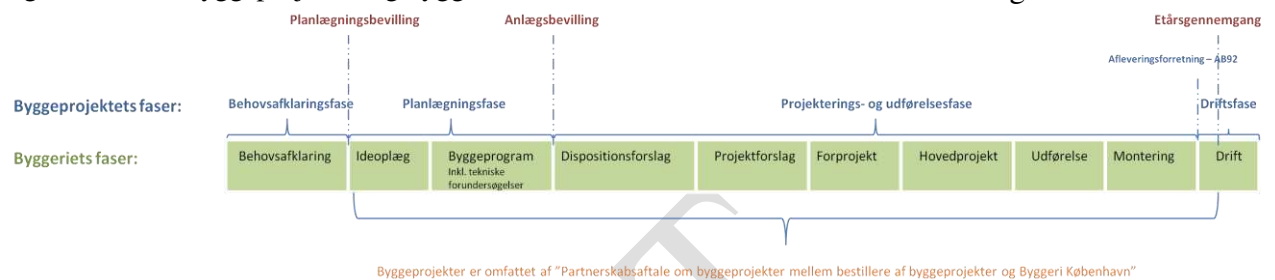 Planlægningsbevilling Anlægsbevilling Etårsgennemgang
Afleveringsforretning – AB92
Byggeprojektets faser: Behovsafklaringsfase Planlægningsfase Projekterings- og udførelsesfase Driftsfase
Byggeriets faser: Behovsafklaring Ideoplæg Byggeprogram Dispositionsforslag Projektforslag Forprojekt Hovedprojekt Udførelse Montering Drift
Inkl. tekniske
forundersøgelser
Byggeprojekter er omfattet af "Partnerskabsaftale om byggeprojekter mellem bestillere af byggeprojekter og Byggeri København"